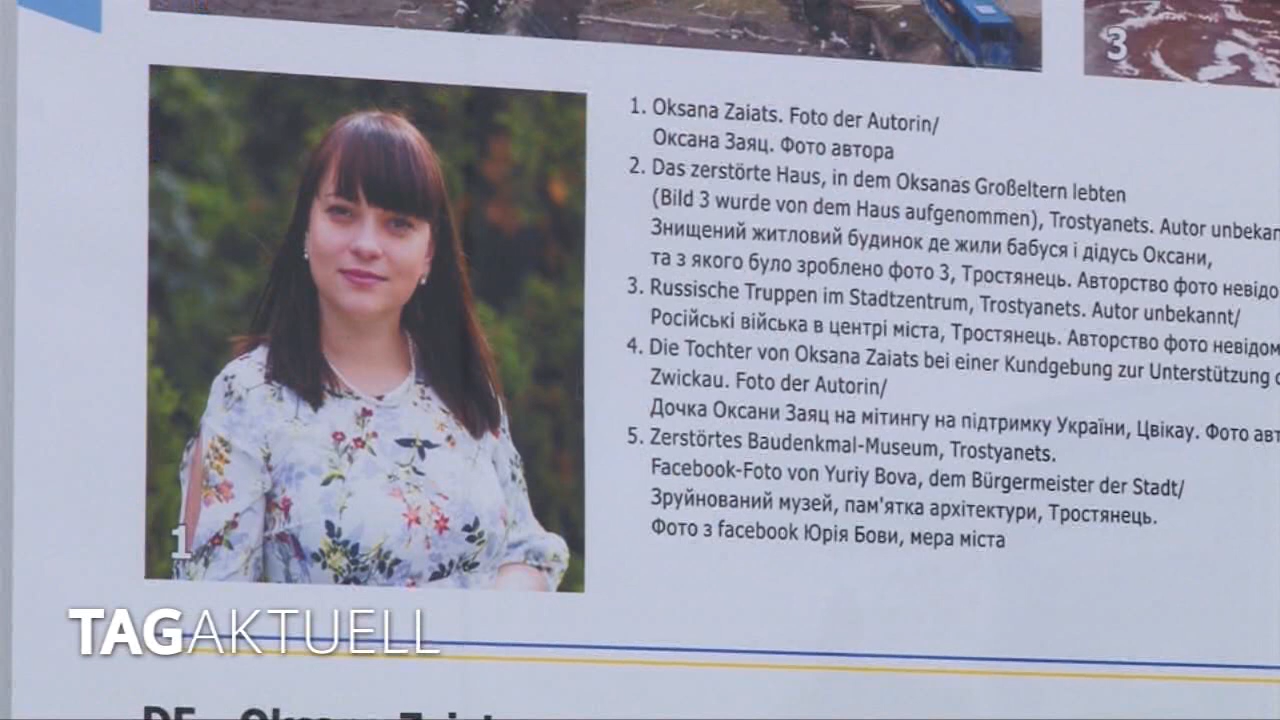 3
1. Oksana Zaiats. Foto der Autorin/
Оксана Заяц. Фото автора
2. Das zerstörte Haus, in dem Oksanas Großeltern lebten
(Bild 3 wurde von dem Haus aufgenommen), Trostyanets. Autor
Знищений житловий будинок де жили бабуся і дідусь Оксани,
та з якого було зроблено фото 3, Тростянець. Авторство фото
3. Russische Truppen im Stadtzentrum, Trostyanets. Autor unbekannt/
Російські війська в центрі міста, Тростянець. Авторство фото
4. Die Tochter von Oksana Zaiats bei einer Kundgebung zur Unterstützung
Zwickau. Foto der Autorin/
Дочка Оксани Заяц на мітингу на підтримку України, Цвікау. Фото
5. Zerstörtes Baudenkmal-Museum, Trostyanets.
Facebook-Foto von Yuriy Bova, dem Bürgermeister der Stadt/
Зруйнований музей, пам'ятка архітектури, Тростянець.
Фото з facebook Юрія Бови, мера міста
1
TAGAKTUELL